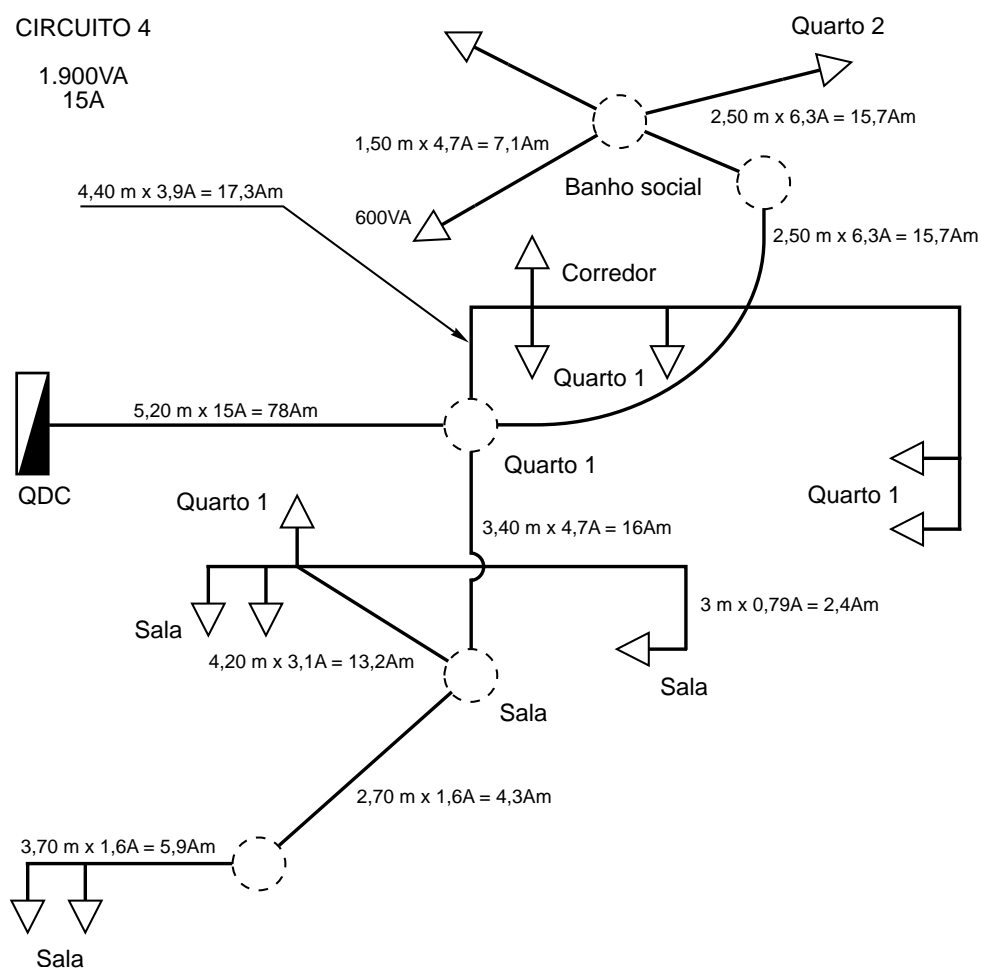 CIRCUITO 4
1.900VA
15A
Quarto 2
2,50 m x 6,3A = 15,7Am
1,50 m x 4,7A = 7,1Am
Banho social
4,40 m x 3,9A = 17,3Am
600VA
2,50 m x 6,3A = 15,7Am
Corredor
Quarto 1
5,20 m x 15A = 78Am
Quarto 1
QDC
Quarto 1
Quarto 1
3,40 m x 4,7A = 16Am
3 m x 0,79A = 2,4Am
Sala
4,20 m x 3,1A = 13,2Am
Sala
Sala
2,70 m x 1,6A = 4,3Am
3,70 m x 1,6A = 5,9Am
Sala